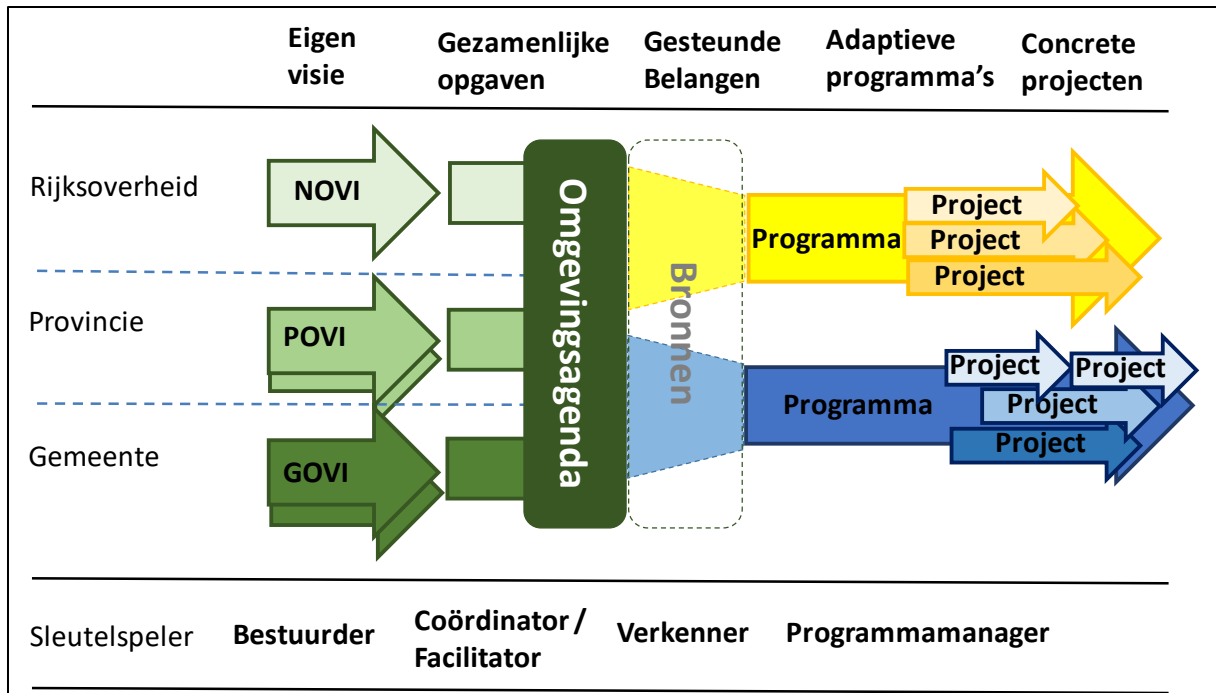 Eigen visie
Gezamenlijke opgaven
Gesteunde Belangen
Adaptieve programma's
Concrete projecten
Rijksoverheid
NOVI
Provincie
POVI
Gemeente
GOVI
Omgevingsagenda
Bronnen
Programma
Project
Project
Project
Programma
Project
Project
Project
Project
Sleutelspeler
Bestuurder
Coördinator / Facilitator
Verkenner
Programmamanager